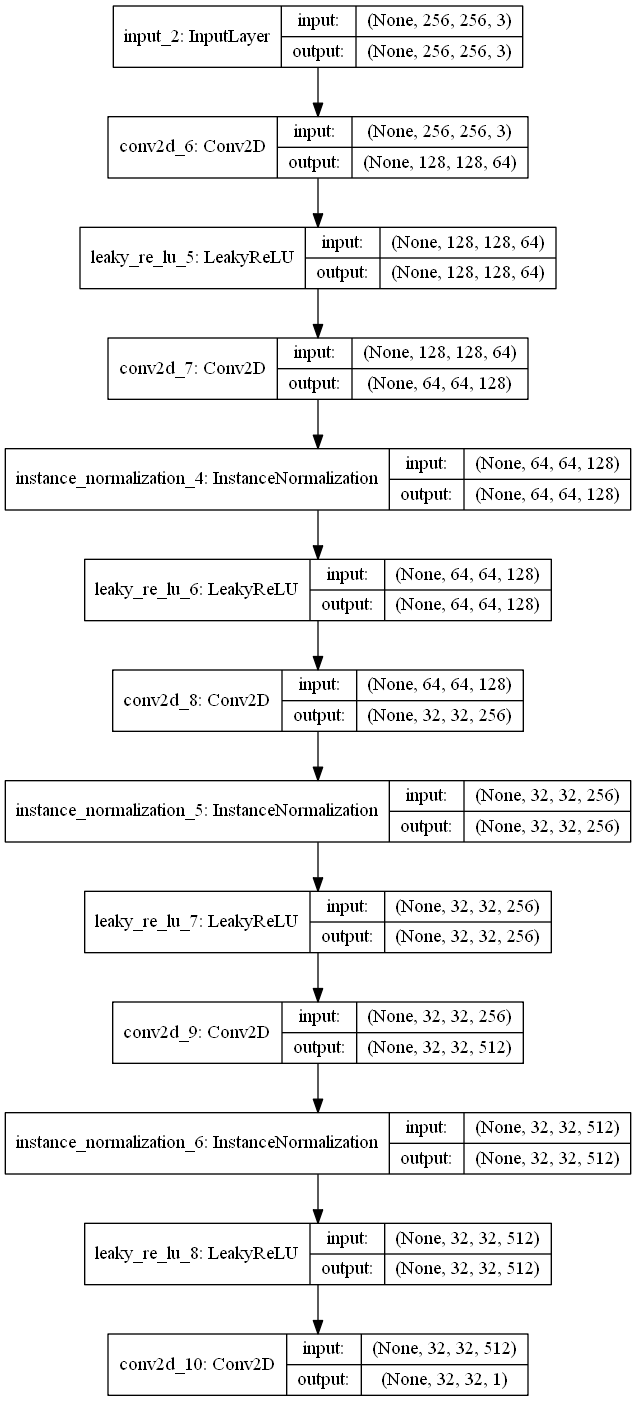 input_2: InputLayer
input: (None, 256, 256, 3)
output: (None, 256, 256, 3)
conv2d_6: Conv2D
input: (None, 256, 256, 3)
output: (None, 128, 128, 64)
leaky_re_lu_5: LeakyReLU
input: (None, 128, 128, 64)
output: (None, 128, 128, 64)
conv2d_7: Conv2D
input: (None, 128, 128, 64)
output: (None, 64, 64, 128)
instance_normalization_4: InstanceNormalization
input: (None, 64, 64, 128)
output: (None, 64, 64, 128)
leaky_re_lu_6: LeakyReLU
input: (None, 64, 64, 128)
output: (None, 64, 64, 128)
conv2d_8: Conv2D
input: (None, 64, 64, 128)
output: (None, 32, 32, 256)
instance_normalization_5: InstanceNormalization
input: (None, 32, 32, 256)
output: (None, 32, 32, 256)
leaky_re_lu_7: LeakyReLU
input: (None, 32, 32, 256)
output: (None, 32, 32, 256)
conv2d_9: Conv2D
input: (None, 32, 32, 256)
output: (None, 32, 32, 512)
instance_normalization_6: InstanceNormalization
input: (None, 32, 32, 512)
output: (None, 32, 32, 512)
leaky_re_lu_8: LeakyReLU
input: (None, 32, 32, 512)
output: (None, 32, 32, 512)
conv2d_10: Conv2D
input: (None, 32, 32, 512)
output: (None, 32, 32, 1)